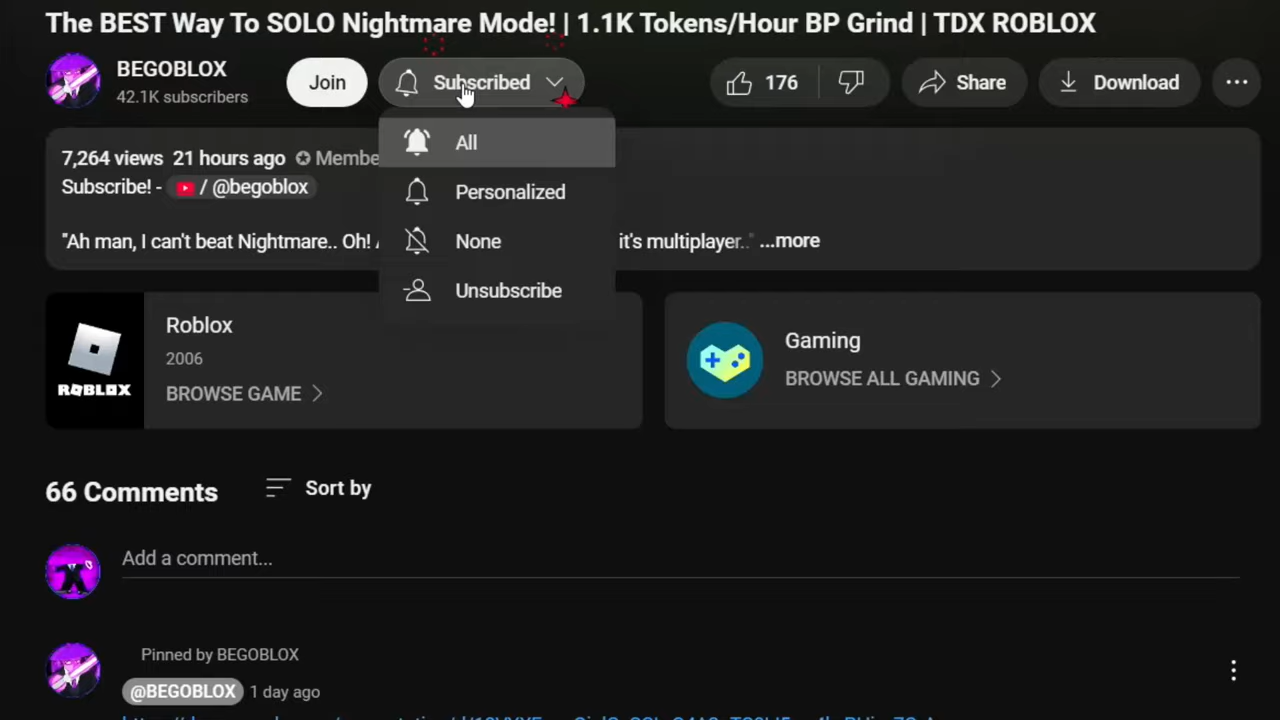 The BEST Way To SOLO Nightmare Mode! | 1.1K Tokens/Hour BP Grind | TDX ROBLOX
BEGOBLOX
42.1K subscribers
Join
Subscribed
176
Share
Download
All
Personalized
None
Unsubscribe
7,264 views 21 hours ago
Subscribe! - / @begoblox
"Ah man, I can't beat Nightmare.. Oh! it's multiplayer.." ...more
ROBLOX
Roblox
2006
BROWSE GAME
Gaming
BROWSE ALL GAMING
66 Comments
Sort by
Add a comment...
Pinned by BEGOBLOX
@BEGOBLOX 1 day ago